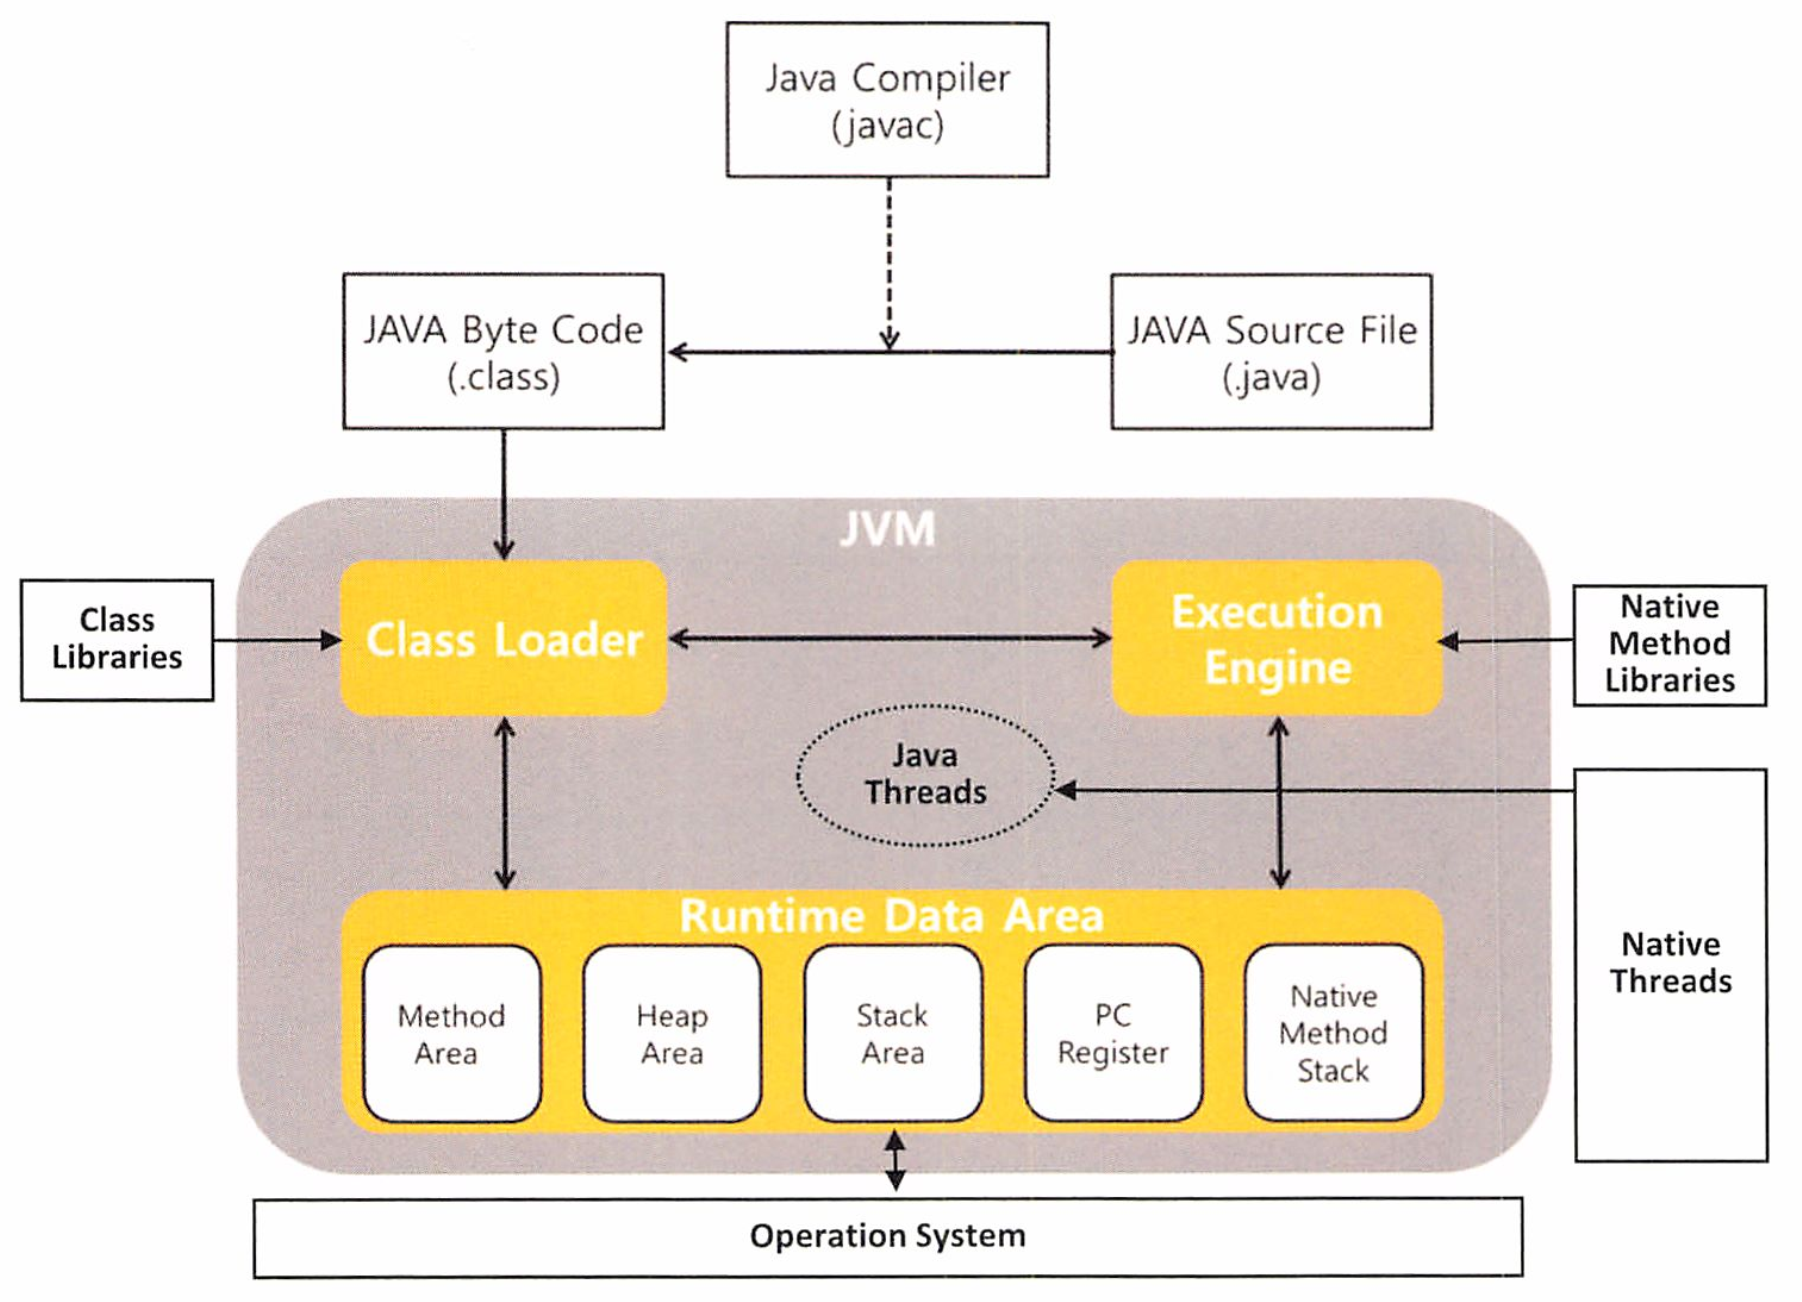 Java Compiler
(javac)
JAVA Byte Code
(.class)
JAVA Source File
(.java)
JVM
Class
Libraries
Class Loader
Execution
Engine
Native
Method
Libraries
Java
Threads
Native
Threads
Runtime Data Area
Method
Area
Heap
Area
Stack
Area
PC
Register
Native
Method
Stack
Operation System